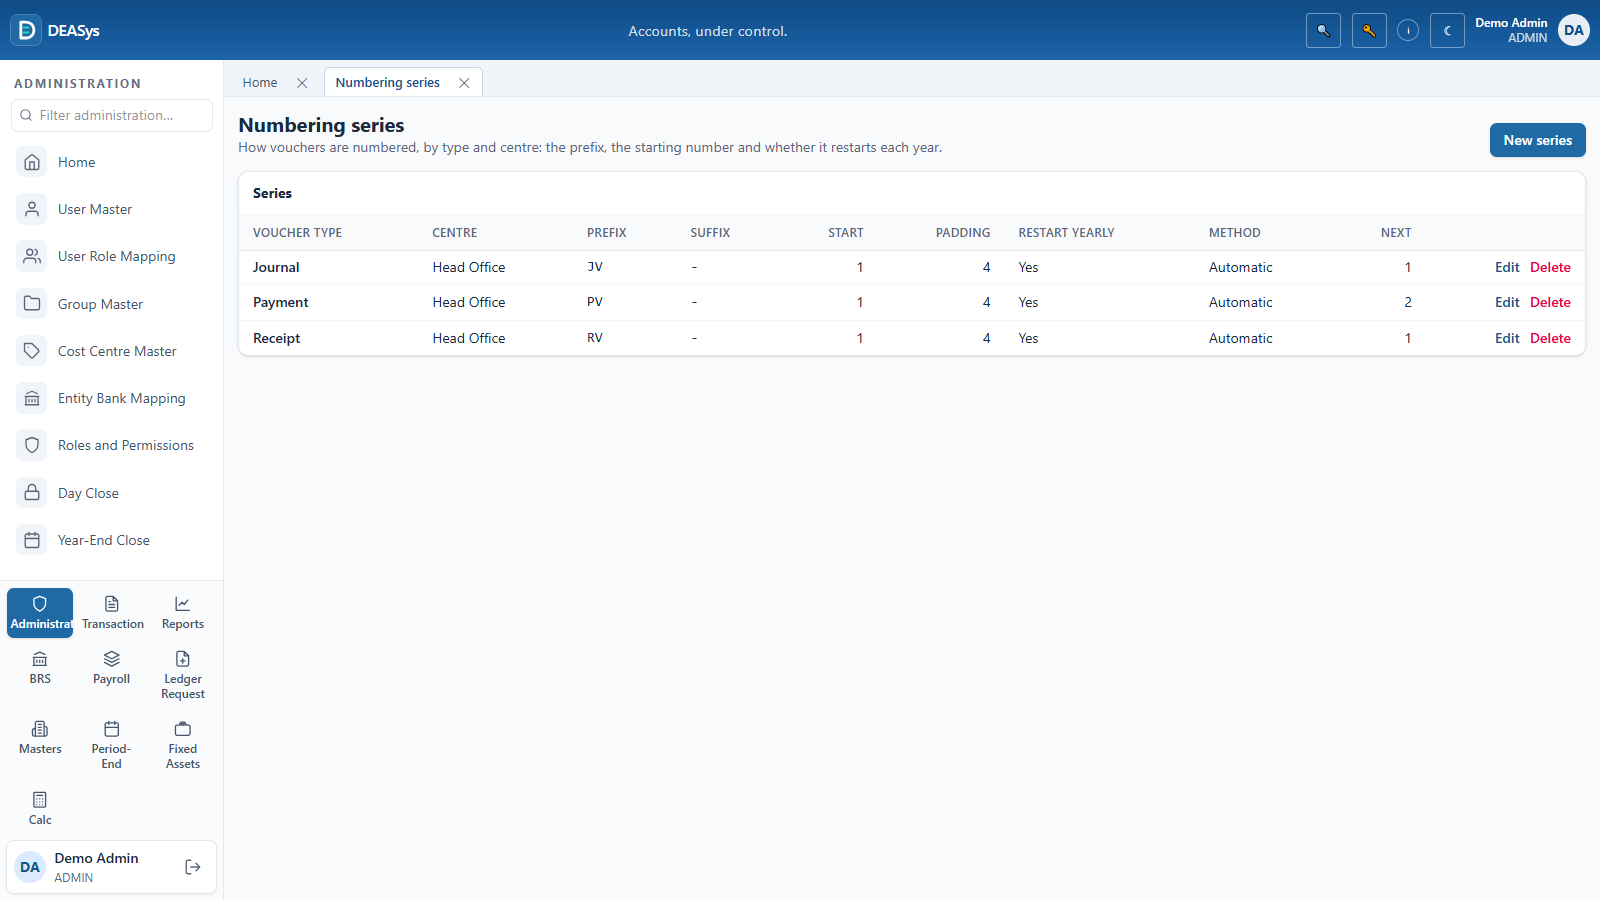 DEASys
Accounts, under control.
Demo Admin
ADMIN
DA
ADMINISTRATION
Filter administration...
Home
User Master
User Role Mapping
Group Master
Cost Centre Master
Entity Bank Mapping
Roles and Permissions
Day Close
Year-End Close
Administrat
Transaction
Reports
BRS
Payroll
Ledger
Request
Masters
Period-
End
Fixed
Assets
Calc
DA
Demo Admin
ADMIN
Home
Numbering series
Numbering series
How vouchers are numbered, by type and centre: the prefix, the starting number and whether it restarts each year.
New series
Series
VOUCHER TYPE CENTRE PREFIX SUFFIX START PADDING RESTART YEARLY METHOD NEXT
Journal Head Office JV - 1 4 Yes Automatic 1 Edit Delete
Payment Head Office PV - 1 4 Yes Automatic 2 Edit Delete
Receipt Head Office RV - 1 4 Yes Automatic 1 Edit Delete